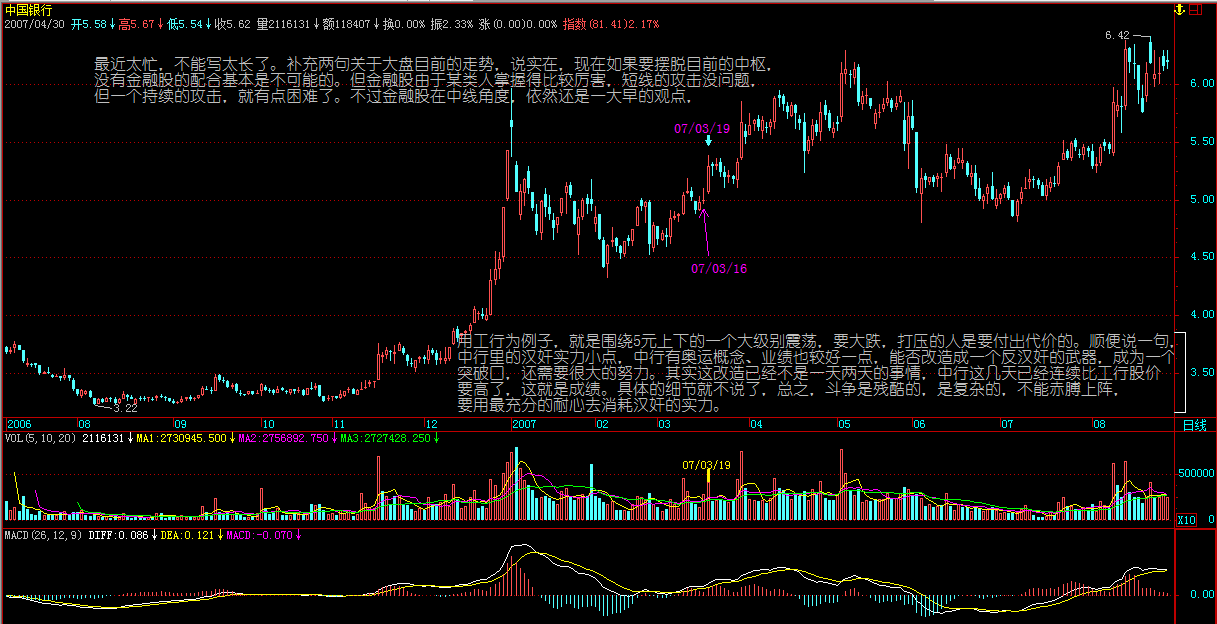 中国银行
2007/04/30 开5.58↓高5.67↓低5.54↓收5.62 量2116131↓额118407↓换0.00% 振2.33% 涨(0.00)0.00% 指数(81.41)2.17%
6.42
最近太忙，不能写太长了。补充两句关于大盘目前的走势，说实在，现在如果要摆脱目前的中枢，
没有金融股的配合基本是不可能的。但金融股由于某类人掌握得比较厉害，短线的攻击没问题，
但一个持续的攻击，就有点困难了。不过金融股在中线角度，依然还是一大早的观点，
6.00
07/03/19
5.50
5.00
07/03/16
4.50
4.00
用工行为例子，就是围绕5元上下的一个大级别震荡，要大跌，打压的人是要付出代价的。顺便说一句，
中行里的汉奸实力小点，中行有奥运概念、业绩也较好一点，能否改造成一个反汉奸的武器，成为一个
突破口，还需要很大的努力。其实这改造已经不是一天两天的事情，中行这几天已经连续比工行股价
要高了，这就是成绩。具体的细节就不说了，总之，斗争是残酷的，是复杂的，不能赤膊上阵，
要用最充分的耐心去消耗汉奸的实力。
3.50
3.22
2006 08 09 10 11 12 2007 02 03 04 05 06 07 08 日线
VOL(5,10,20) 2116131↓MA1:2730945.500↓MA2:2756892.750↓MA3:2727428.250↓
07/03/19
500000
X10 0
MACD(26,12,9) DIFF:0.086↓DEA:0.121↓MACD:-0.070↓
0.00